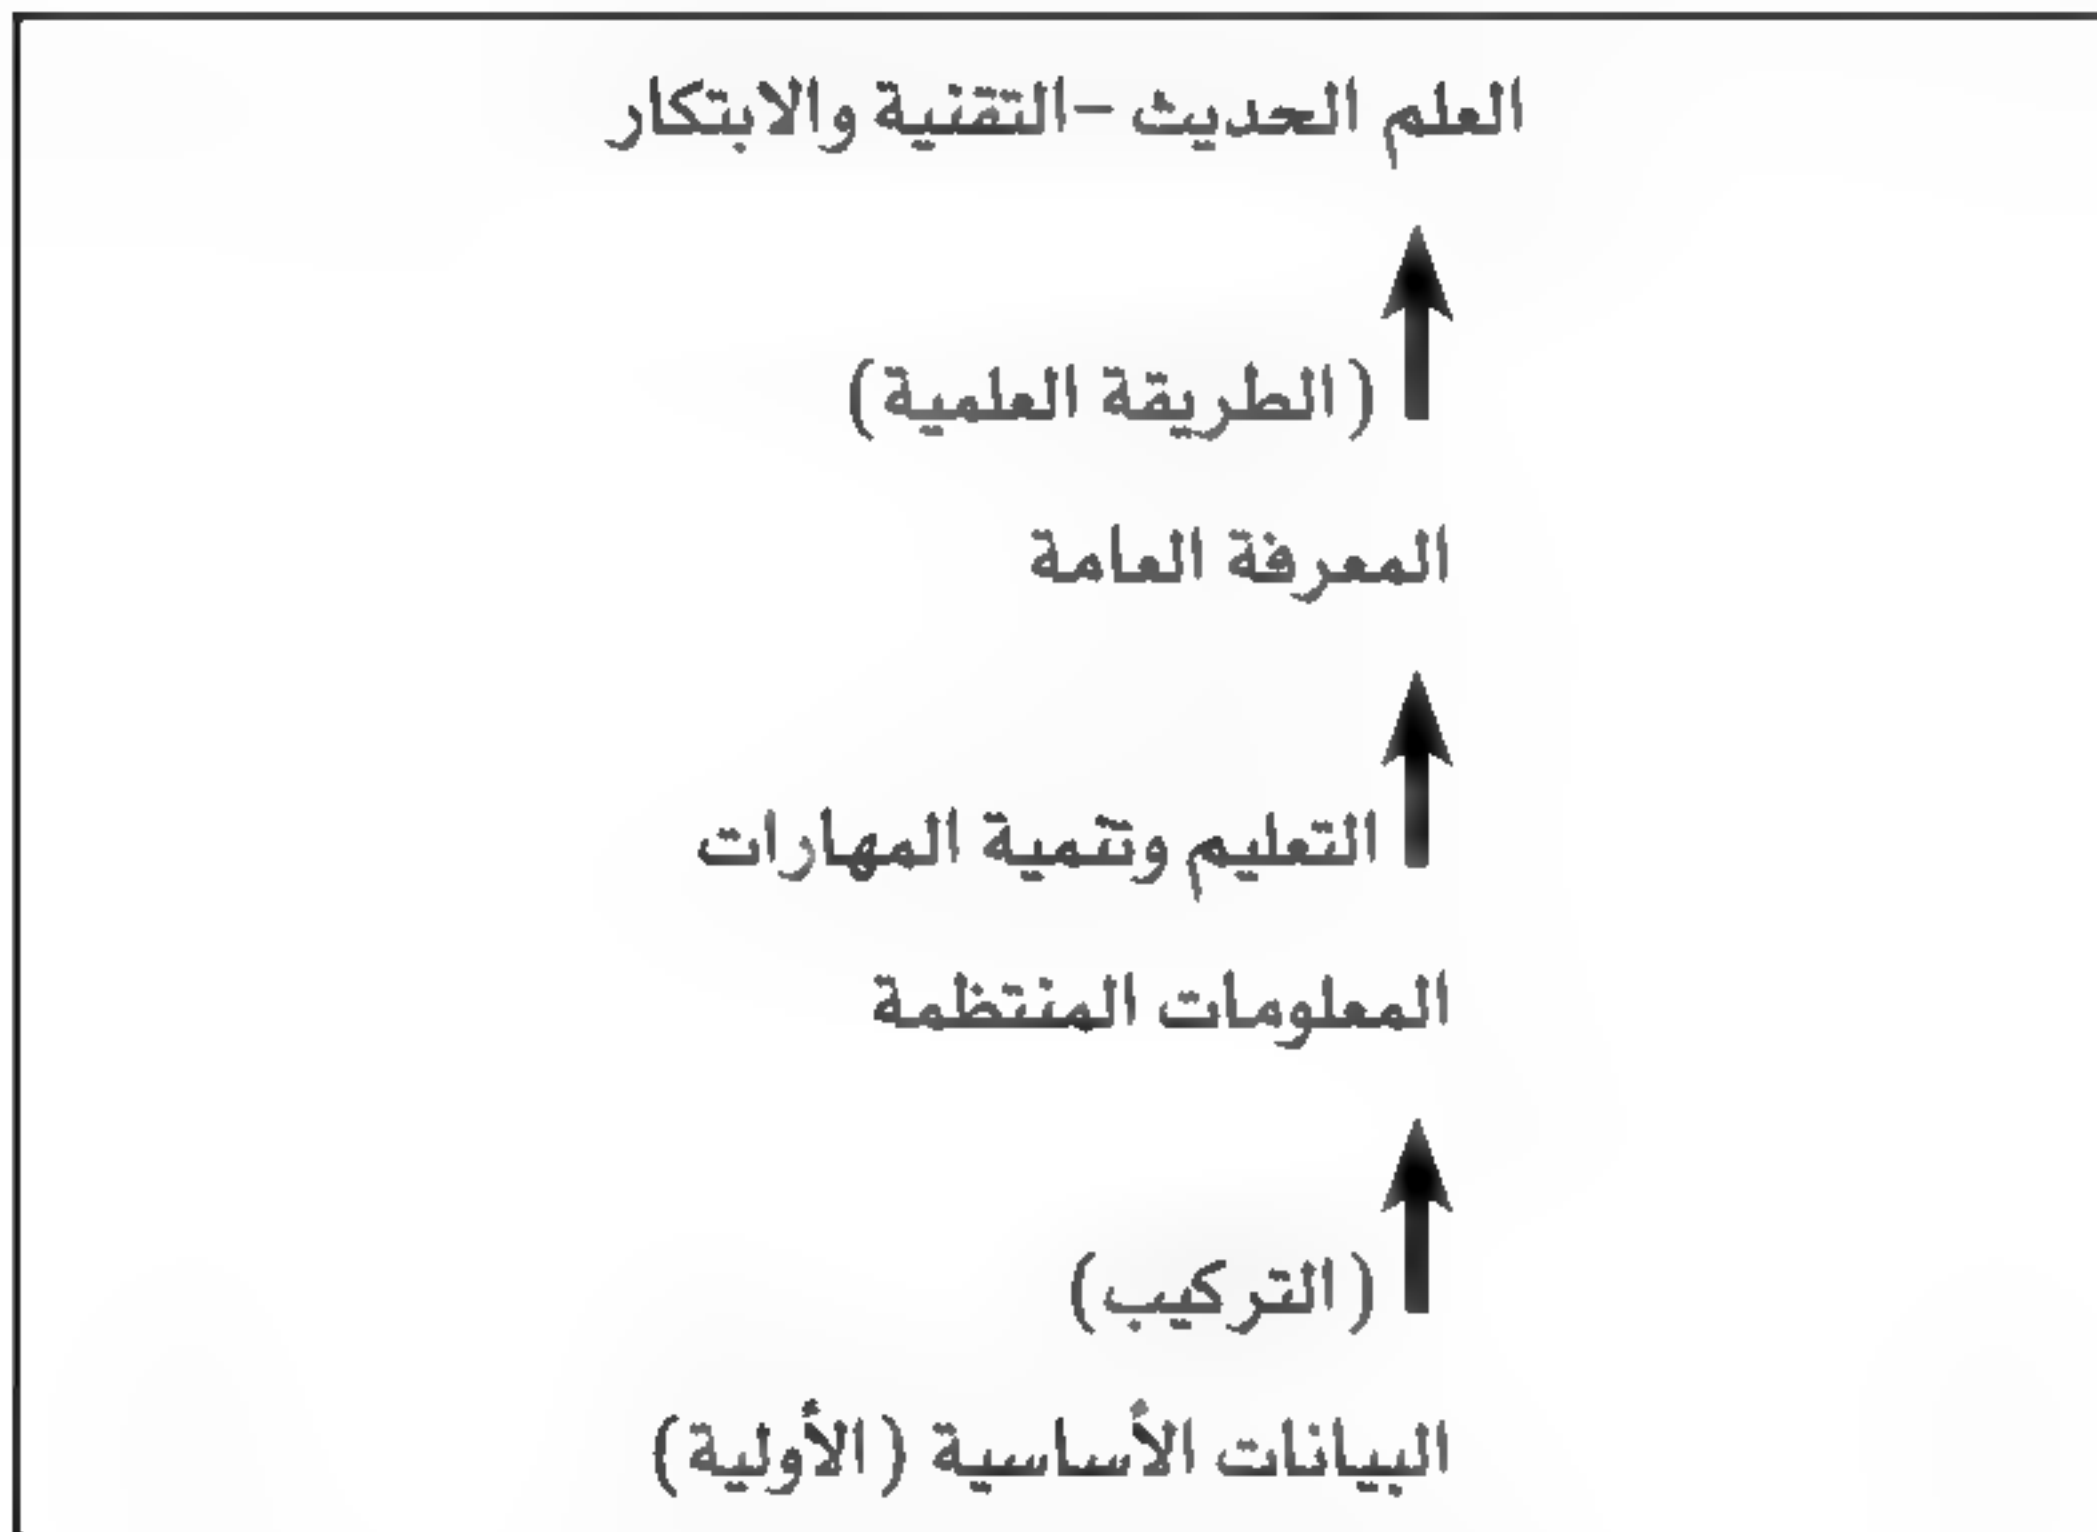 العلم الحديث -التقنية والابتكار
(الطريقة العلمية)
المعرفة العامة
التعليم وتنمية المهارات
المعلومات المنتظمة
(التركيب)
البيانات الأساسية (الأولية)